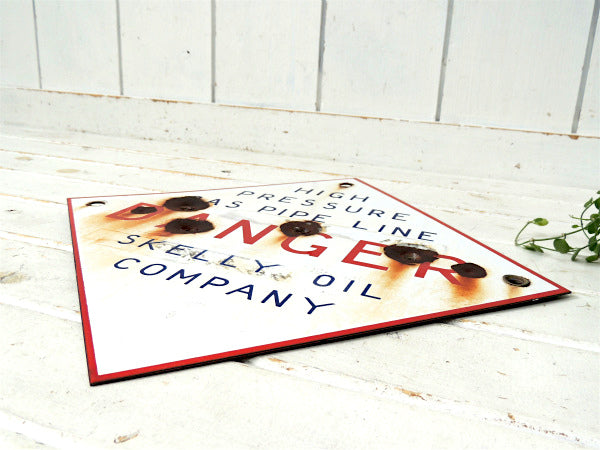 HIGH
PRESSURE
GAS PIPE LINE
DANGER
SKELLY OIL
COMPANY